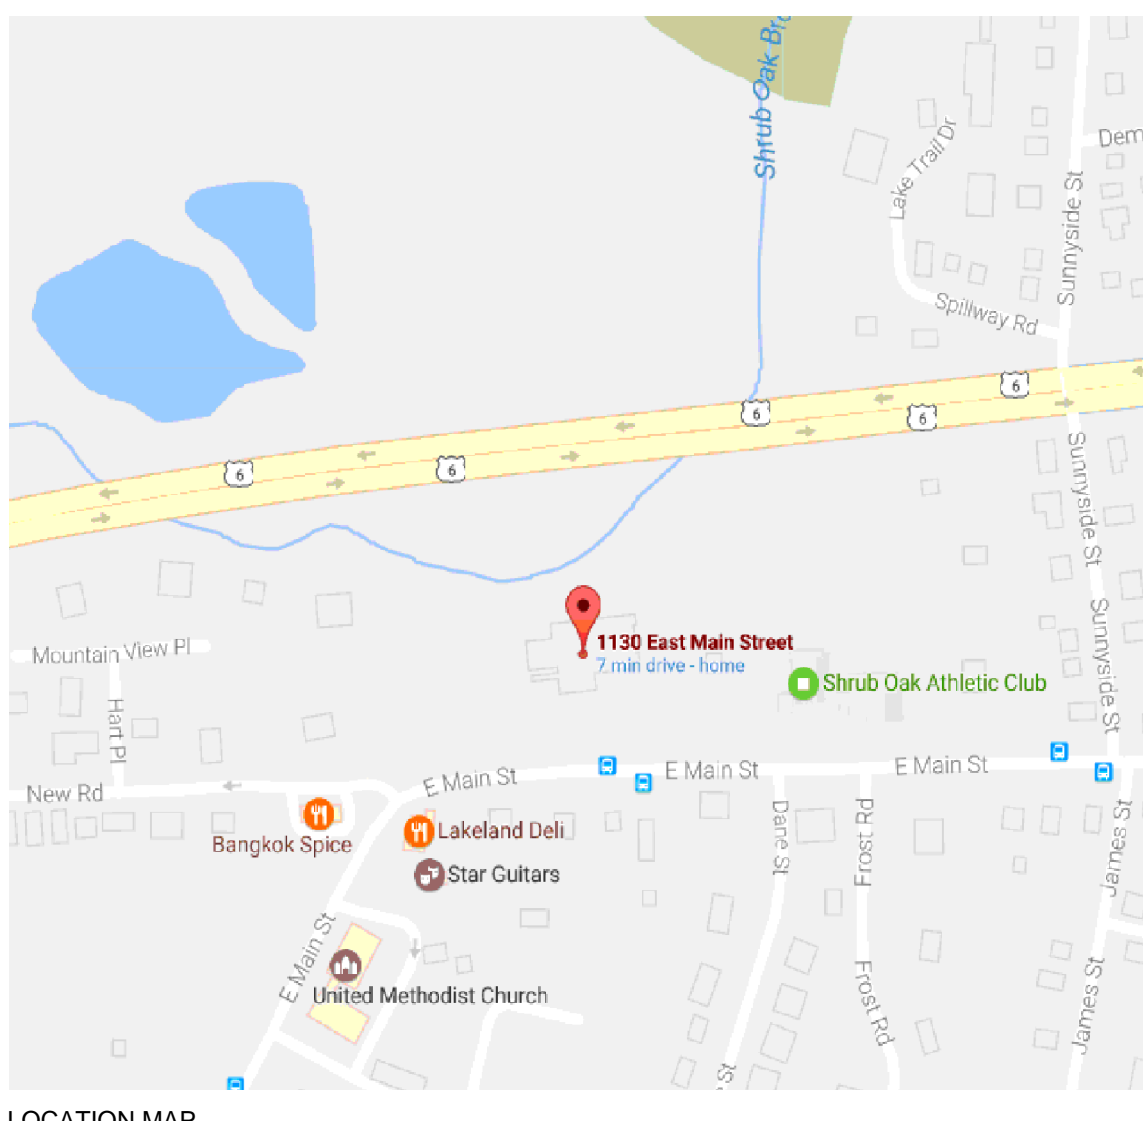 Shrub Oak Bro
Lake Trail Dr
Dem
Sunnyside St
Spillway Rd
6
6
6
6
6
Sunnyside St
Sunnyside St
1130 East Main Street
7 min drive - home
Mountain View Pl
Shrub Oak Athletic Club
Hart Pl
E Main St
E Main St
E Main St
New Rd
Bangkok Spice
Lakeland Deli
Dane St
Frost Rd
James St
Star Guitars
E Main St
United Methodist Church
Frost Rd
James St
St
LOCATION MAP